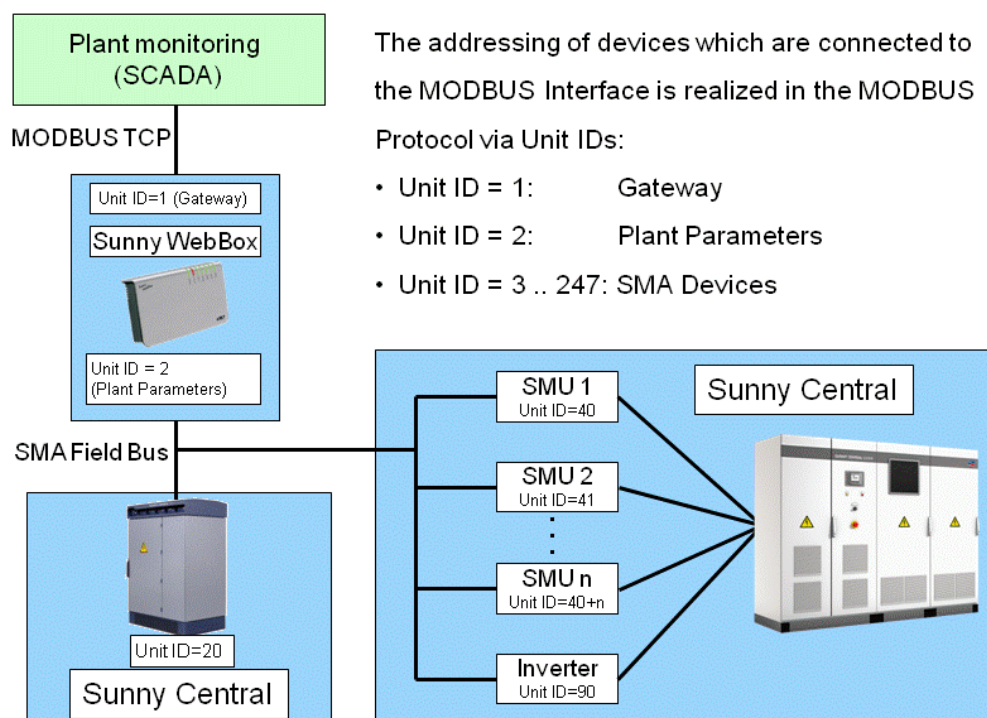 Plant monitoring
(SCADA)
MODBUS TCP
Unit ID=1 (Gateway)
Sunny WebBox
Unit ID = 2
(Plant Parameters)
SMA Field Bus
Unit ID=20
Sunny Central
The addressing of devices which are connected to
the MODBUS Interface is realized in the MODBUS
Protocol via Unit IDs:
• Unit ID = 1: Gateway
• Unit ID = 2: Plant Parameters
• Unit ID = 3 .. 247: SMA Devices
SMU 1
Unit ID=40
SMU 2
Unit ID=41
SMU n
Unit ID=40+n
Inverter
Unit ID=90
Sunny Central